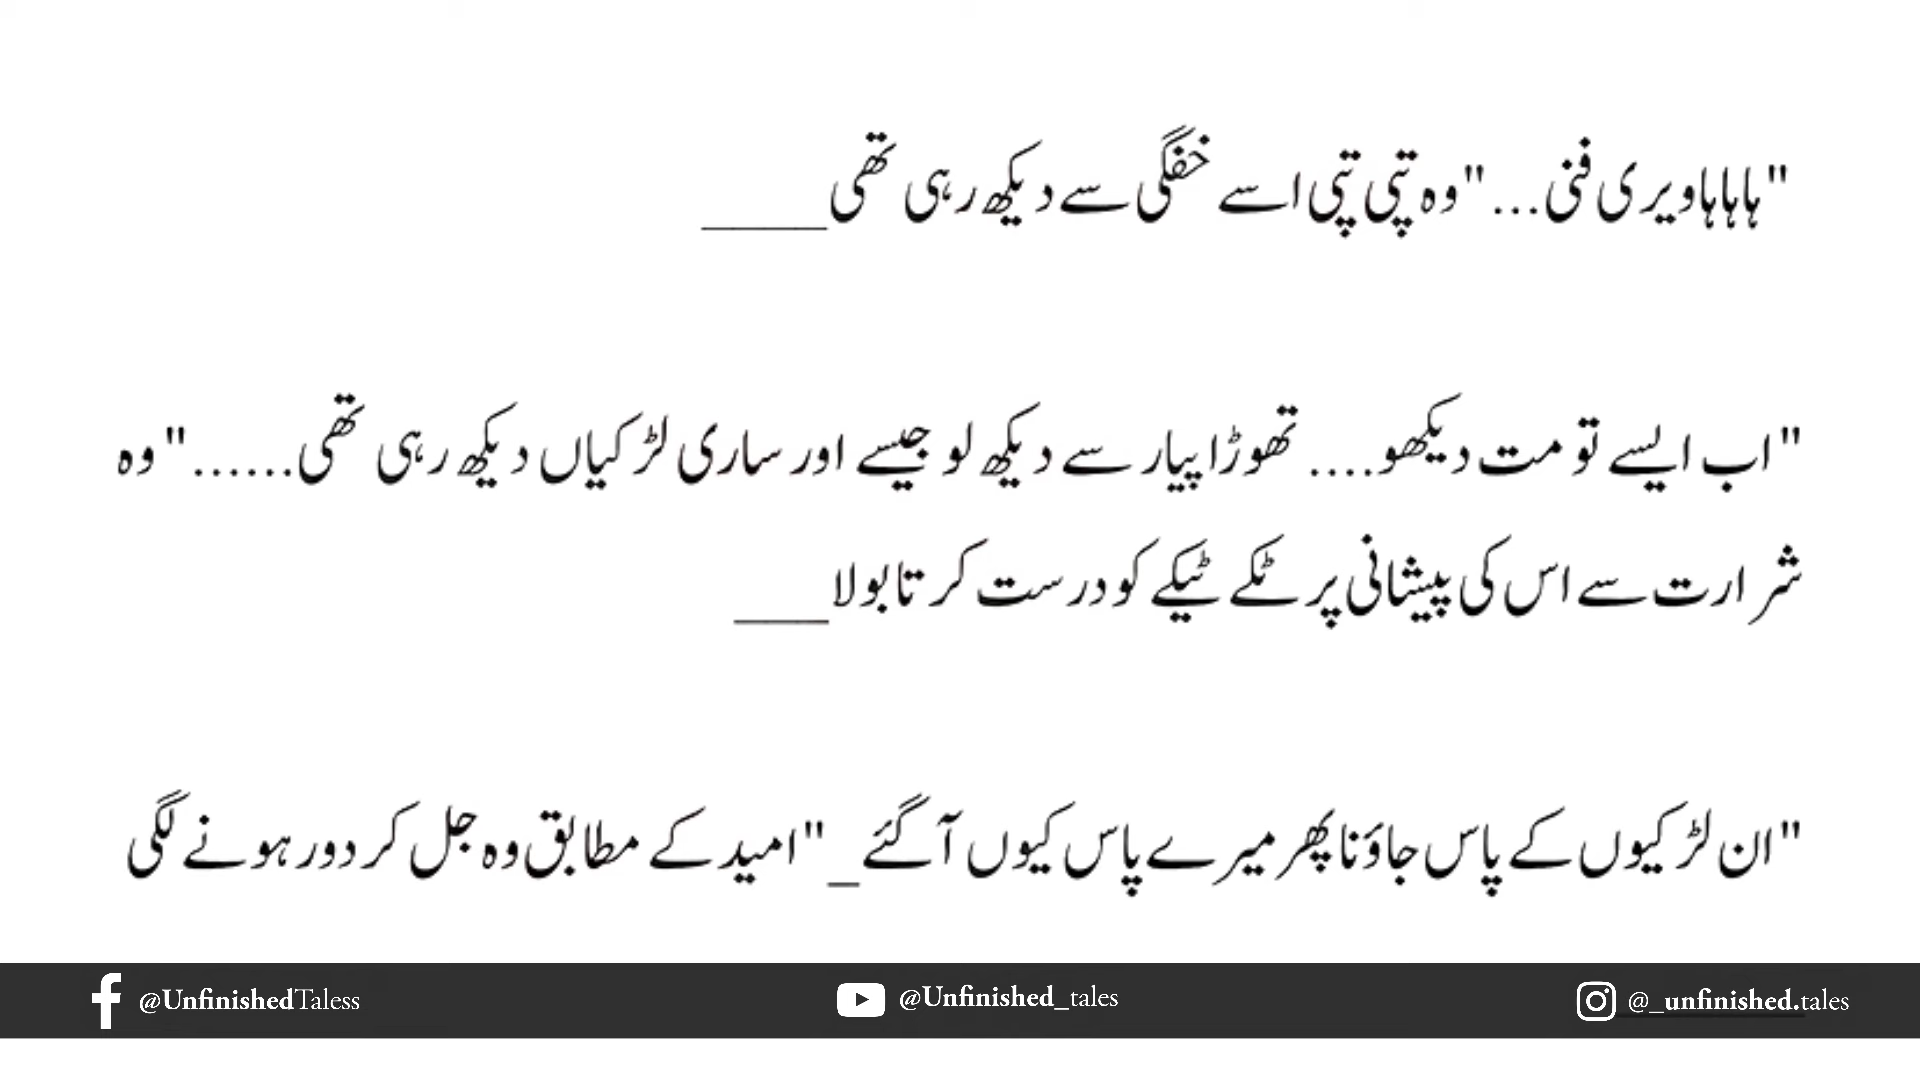 "ہاہاہا ویری فنی..." وہ تپی تپی اسے خفگی سے دیکھ رہی تھی____
"اب ایسے تو مت دیکھو.... تھوڑا پیار سے دیکھ لو جیسے اور ساری لڑکیاں دیکھ رہی تھی......" وہ
شرارت سے اس کی پیشانی پر ٹکے ٹیکے کو درست کرتا بولا___
"ان لڑکیوں کے پاس جاؤ نا پھر میرے پاس کیوں آگئے_" امید کے مطابق وہ جل کر دور ہونے لگی
@UnfinishedTaless
@Unfinished_tales
@_unfinished.tales